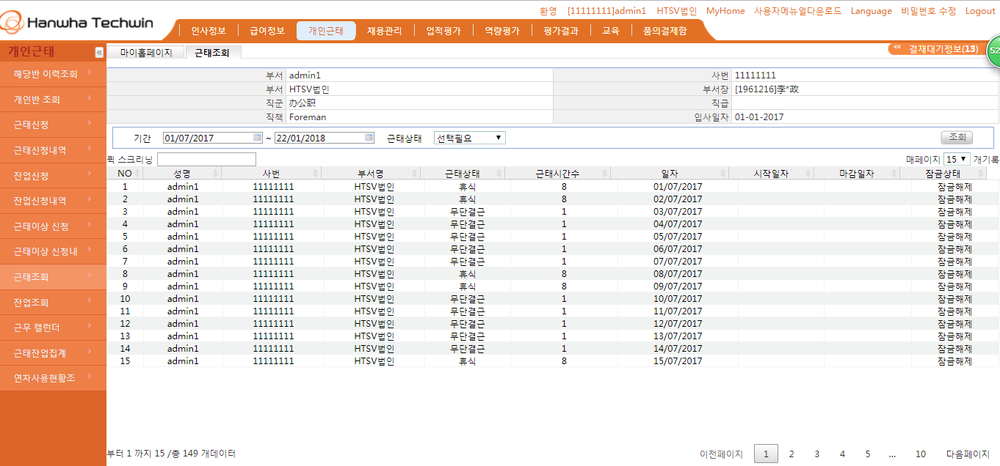 환영 [11111111]admin1 HTSV법인 MyHome 사용자메뉴얼다운로드 Language 비밀번호 수정 Logout
Hanwha Techwin
인사정보 급여정보 개인근태 채용관리 업적평가 역량평가 평가결과 교육 품의결제함
개인근태 « 마이홈페이지 근태조회 결재대기정보(13) 52
해당반 이력조회
개인반 조회
근태신청
근태신청내역
잔업신청
잔업신청내역
근태이상 신청
근태이상 신청내
근태조회
잔업조회
근무 캘런더
근태잔업집계
연차사용현황조
부서 admin1 사번 11111111
부서 HTSV법인 부서장 [1961216]李*政
직군 办公职 직급
직책 Foreman 입사일자 01-01-2017
기간 01/07/2017 ~ 22/01/2018 근태상태 선택필요 조회
퀵 스크리닝 매페이지 15 개기록
NO 성명 사번 부서명 근태상태 근태시간수 일자 시작일자 마감일자 잠금상태
1 admin1 11111111 HTSV법인 휴식 8 01/07/2017 잠금해제
2 admin1 11111111 HTSV법인 휴식 8 02/07/2017 잠금해제
3 admin1 11111111 HTSV법인 무단결근 1 03/07/2017 잠금해제
4 admin1 11111111 HTSV법인 무단결근 1 04/07/2017 잠금해제
5 admin1 11111111 HTSV법인 무단결근 1 05/07/2017 잠금해제
6 admin1 11111111 HTSV법인 무단결근 1 06/07/2017 잠금해제
7 admin1 11111111 HTSV법인 무단결근 1 07/07/2017 잠금해제
8 admin1 11111111 HTSV법인 휴식 8 08/07/2017 잠금해제
9 admin1 11111111 HTSV법인 휴식 8 09/07/2017 잠금해제
10 admin1 11111111 HTSV법인 무단결근 1 10/07/2017 잠금해제
11 admin1 11111111 HTSV법인 무단결근 1 11/07/2017 잠금해제
12 admin1 11111111 HTSV법인 무단결근 1 12/07/2017 잠금해제
13 admin1 11111111 HTSV법인 무단결근 1 13/07/2017 잠금해제
14 admin1 11111111 HTSV법인 무단결근 1 14/07/2017 잠금해제
15 admin1 11111111 HTSV법인 휴식 8 15/07/2017 잠금해제
부터 1 까지 15 /총 149 개데이터 이전페이지 1 2 3 4 5 ... 10 다음페이지